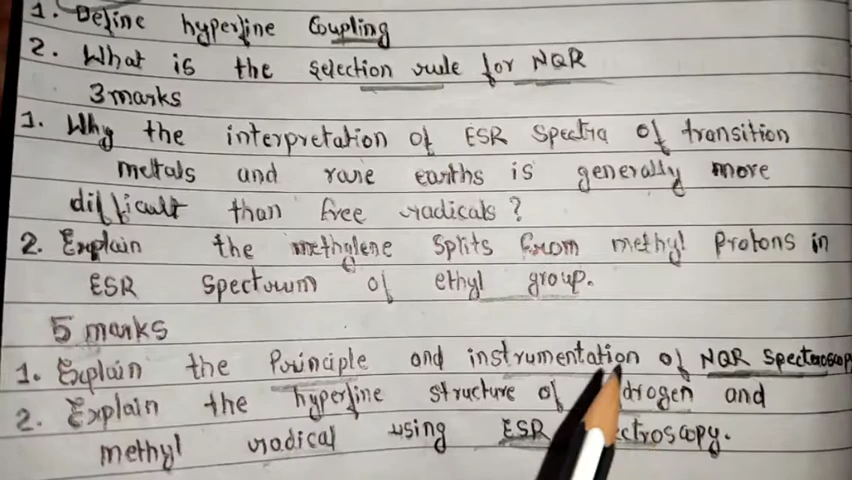 1. Define hyperfine Coupling
2. What is the selection rule for NQR
3 marks
1. Why the interpretation of ESR Spectra of transition
metals and rare earths is generally more
difficult than free radicals?
2. Explain the methylene Splits from methyl Protons in
ESR Spectrum of ethyl group.
5 marks
1. Explain the Principle and instrumentation of NQR
2. Explain the hyperfine structure of and
methyl radical using ESR